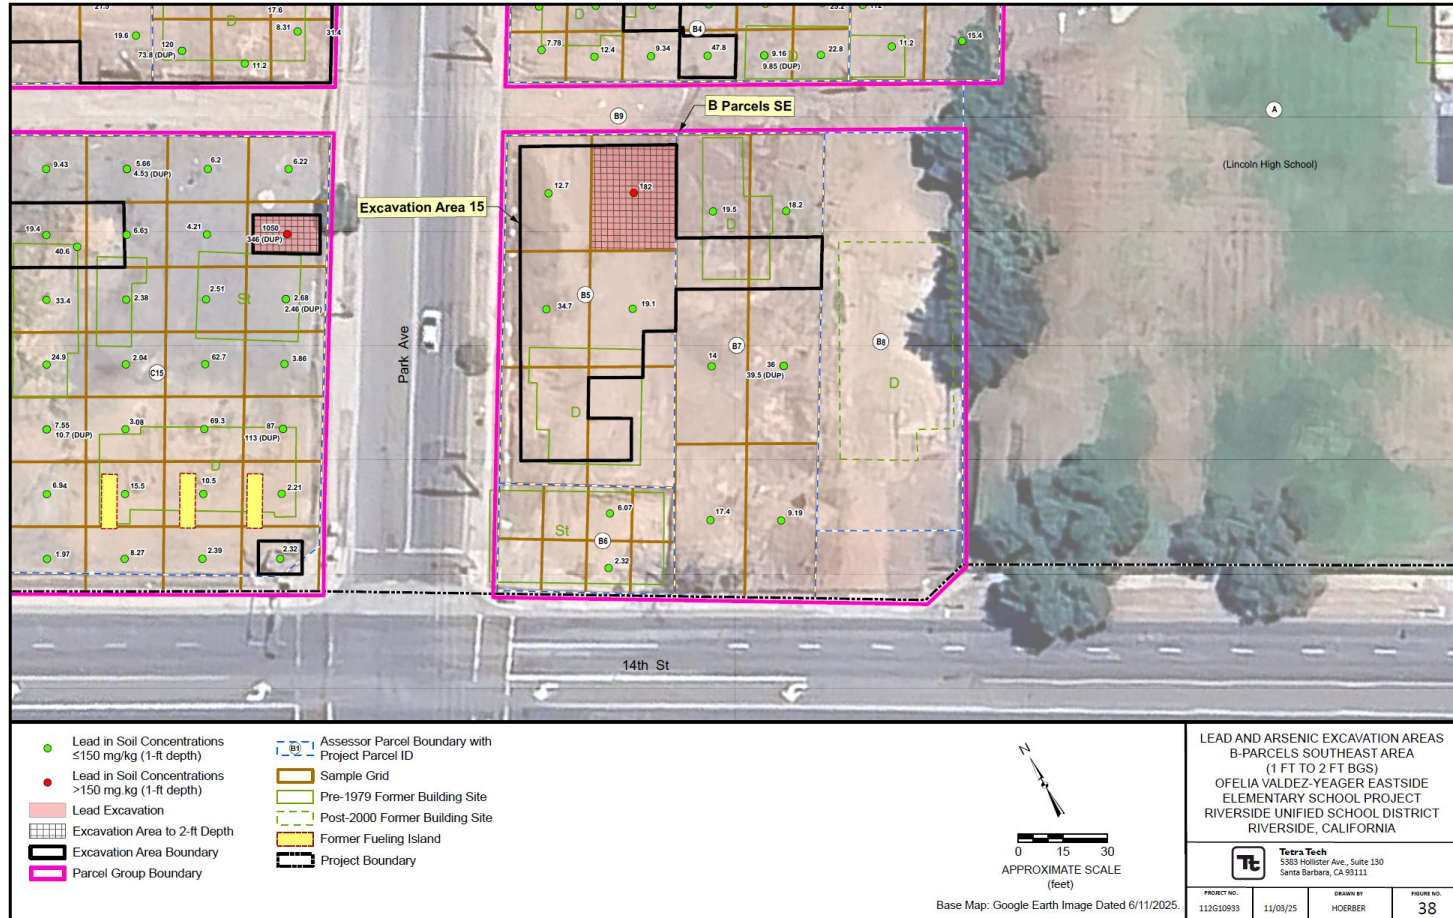 21.5
17.6
19.6
120
73.8 (DUP)
D
8.31
31.4
11.2
D
25.2
11.2
7.78
12.4
9.34
B4
47.8
9.16
9.85 (DUP)
D
22.8
11.2
15.4
B9
B Parcels SE
A
(Lincoln High School)
9.43
5.66
4.53 (DUP)
6.2
6.22
19.4
40.6
6.63
4.21
1050
346 (DUP)
33.4
2.38
2.51
St
2.68
2.46 (DUP)
24.9
2.04
C15
62.7
3.86
7.55
10.7 (DUP)
3.08
69.3
87
113 (DUP)
D
6.94
15.5
10.5
2.21
1.97
8.27
2.39
2.32
Excavation Area 15
Park Ave
12.7
182
19.5
18.2
D
34.7
B5
19.1
14
B7
36
39.5 (DUP)
B8
D
D
6.07
St
B6
2.32
17.4
9.19
14th St
Lead in Soil Concentrations
≤150 mg/kg (1-ft depth)
Lead in Soil Concentrations
>150 mg.kg (1-ft depth)
Lead Excavation
Excavation Area to 2-ft Depth
Excavation Area Boundary
Parcel Group Boundary
B1
Assessor Parcel Boundary with
Project Parcel ID
Sample Grid
Pre-1979 Former Building Site
Post-2000 Former Building Site
Former Fueling Island
Project Boundary
N
0 15 30
APPROXIMATE SCALE
(feet)
Base Map: Google Earth Image Dated 6/11/2025.
LEAD AND ARSENIC EXCAVATION AREAS
B-PARCELS SOUTHEAST AREA
(1 FT TO 2 FT BGS)
OFELIA VALDEZ-YEAGER EASTSIDE
ELEMENTARY SCHOOL PROJECT
RIVERSIDE UNIFIED SCHOOL DISTRICT
RIVERSIDE, CALIFORNIA
Tt
Tetra Tech
5383 Hollister Ave., Suite 130
Santa Barbara, CA 93111
PROJECT NO.
112G10933
11/03/25
DRAWN BY
HOERBER
FIGURE NO.
38